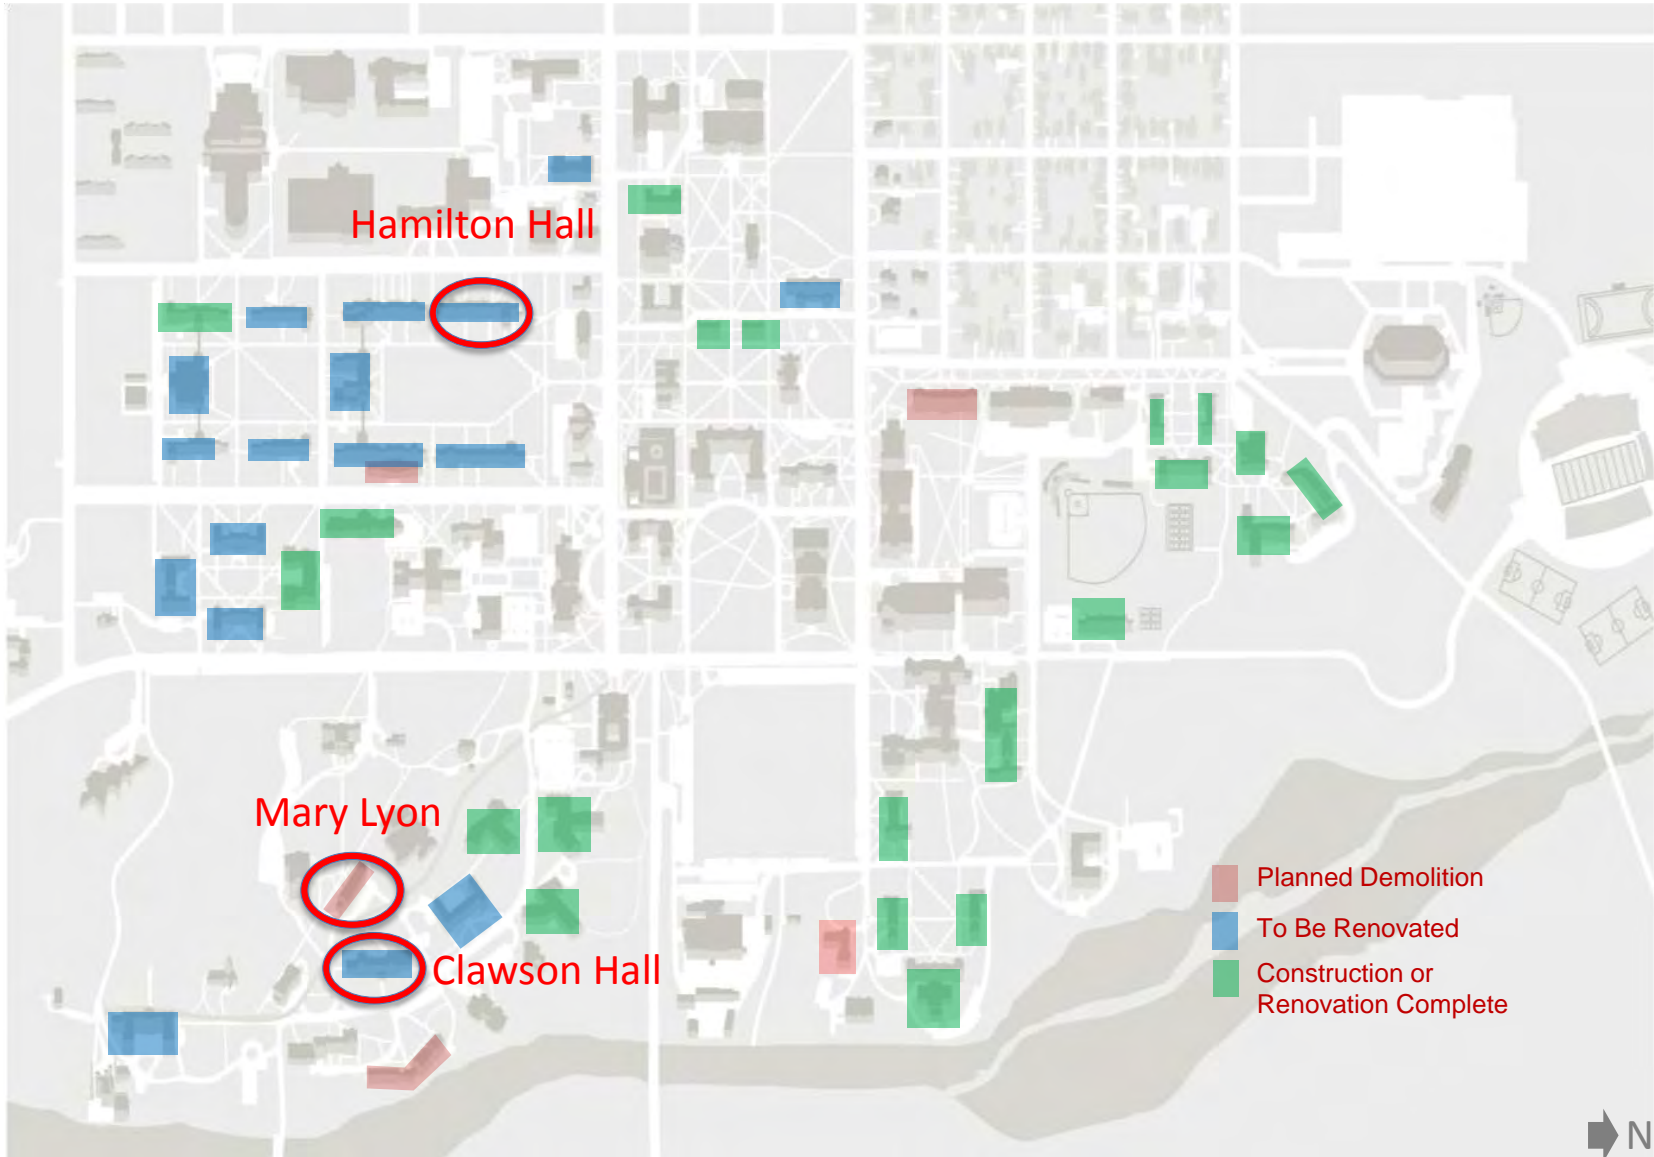 Hamilton Hall
Mary Lyon
Clawson Hall
Planned Demolition
To Be Renovated
Construction or
Renovation Complete
N